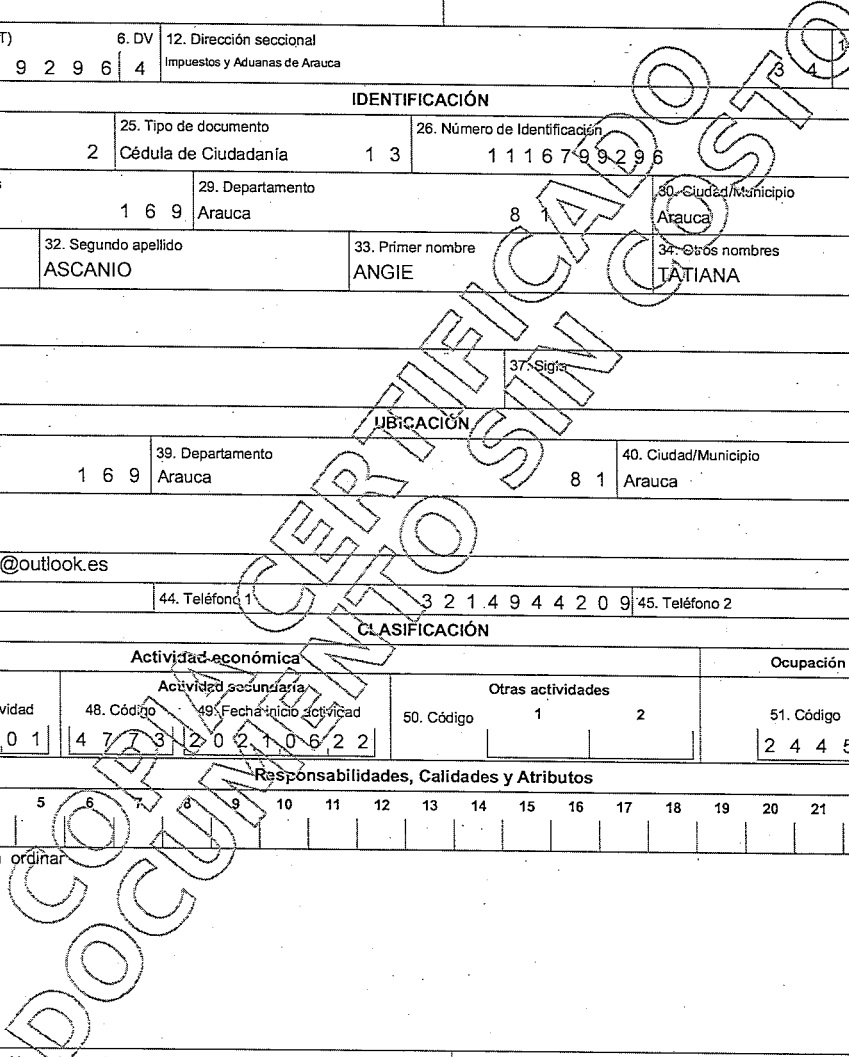 T) 6. DV 12. Dirección seccional
9 2 9 6 4 Impuestos y Aduanas de Arauca 3 4
IDENTIFICACIÓN
25. Tipo de documento 26. Número de Identificación
2 Cédula de Ciudadanía 1 3 1 1 1 6 7 9 9 2 9 6
29. Departamento 30. Ciudad/Municipio
1 6 9 Arauca 8 1 Arauca
32. Segundo apellido 33. Primer nombre 34. Otros nombres
ASCANIO ANGIE TATIANA
37. Sigla
UBICACIÓN
39. Departamento 40. Ciudad/Municipio
1 6 9 Arauca 8 1 Arauca
@outlook.es
44. Teléfono 1 3 2 1 4 9 4 4 2 0 9 45. Teléfono 2
CLASIFICACIÓN
Actividad económica Ocupación
Actividad secundaria Otras actividades
vidad 48. Código 49. Fecha inicio actividad 50. Código 1 2 51. Código
0 1 4 7 7 3 2 0 2 1 0 6 2 2 2 4 4 5
Responsabilidades, Calidades y Atributos
5 6 7 8 9 10 11 12 13 14 15 16 17 18 19 20 21
ordinar
COPIA CERTIFICADO
DOCUMENTO SIN COSTO